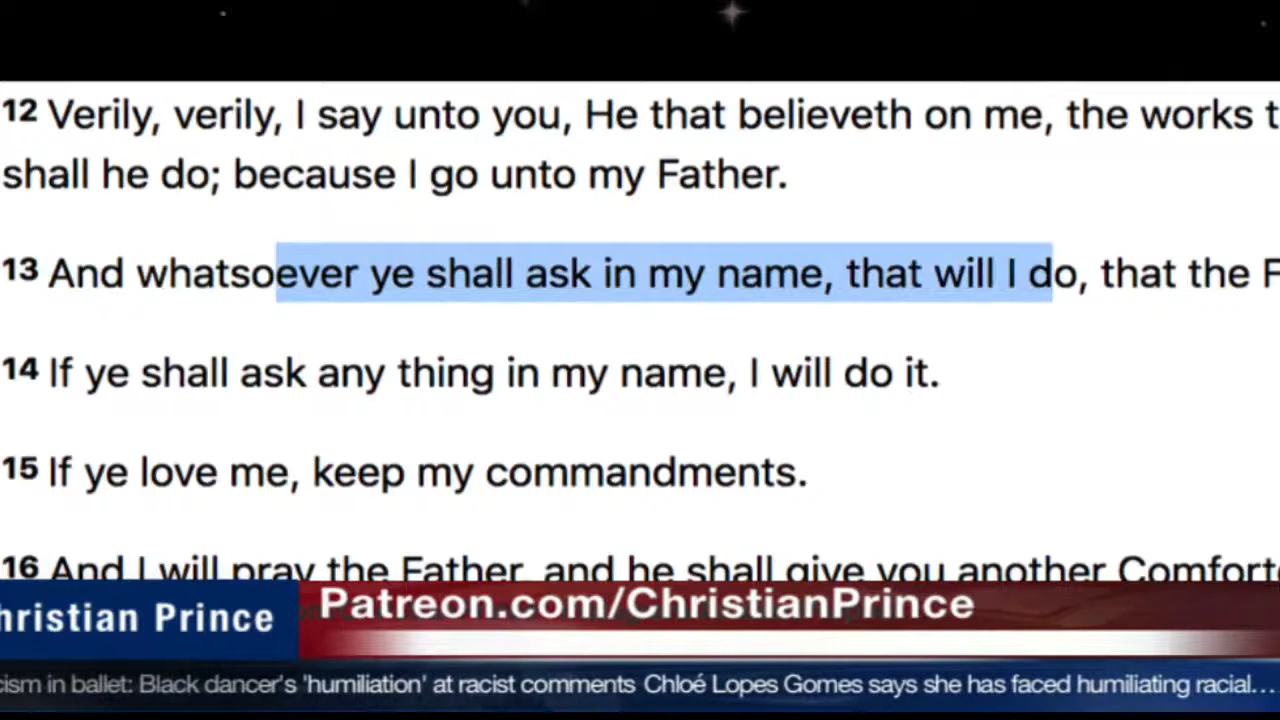 12 Verily, verily, I say unto you, He that believeth on me, the works t
shall he do; because I go unto my Father.
13 And whatsoever ye shall ask in my name, that will I do, that the F
14 If ye shall ask any thing in my name, I will do it.
15 If ye love me, keep my commandments.
16 And I will pray the Father, and he shall give you another Comforte
hristian Prince
Patreon.com/ChristianPrince
cism in ballet: Black dancer's 'humiliation' at racist comments Chloé Lopes Gomes says she has faced humiliating racial...